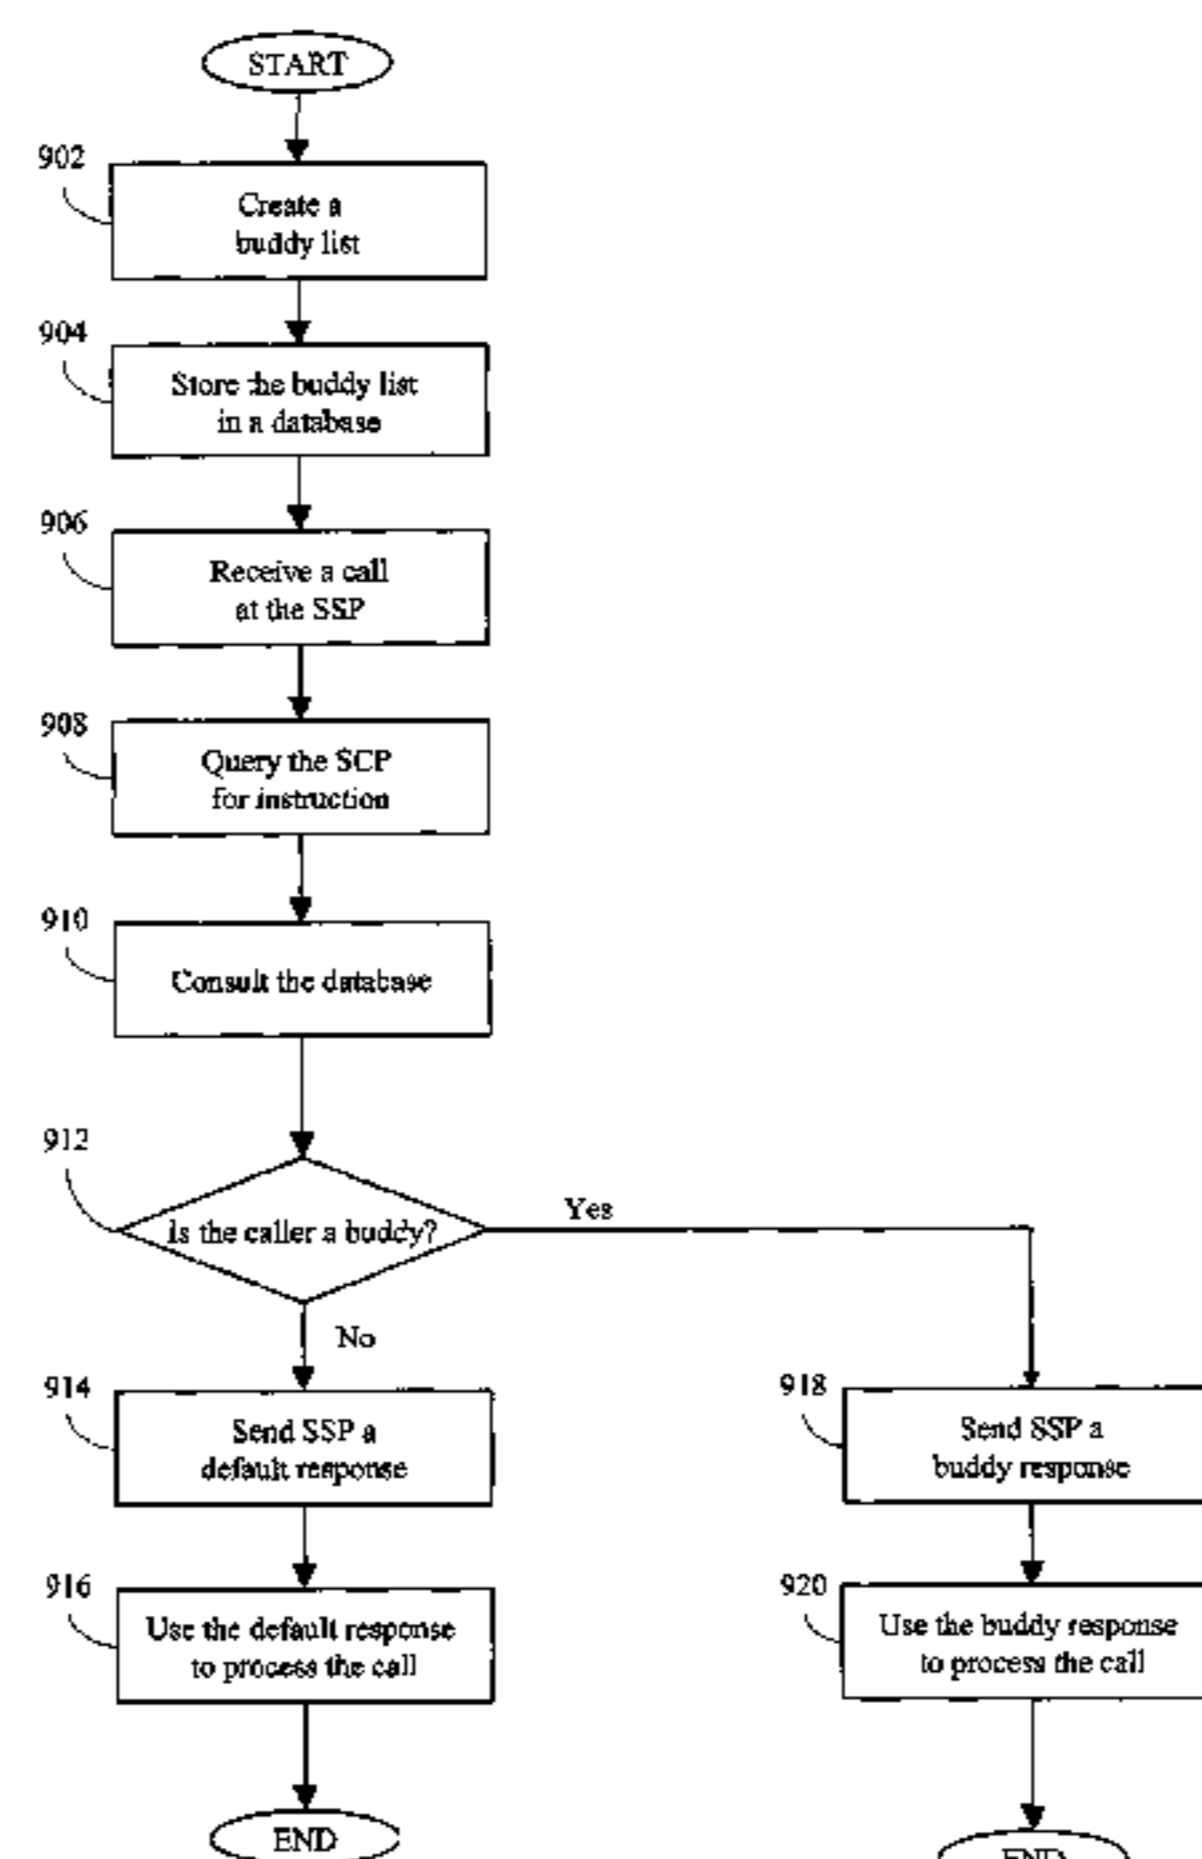 START
902
Create a
buddy list
904
Store the buddy list
in a database
906
Receive a call
at the SSP
908
Query the SCP
for instruction
910
Consult the database
912
Is the caller a buddy?
Yes
No
914
Send SSP a
default response
918
Send SSP a
buddy response
916
Use the default response
to process the call
920
Use the buddy response
to process the call
END
END